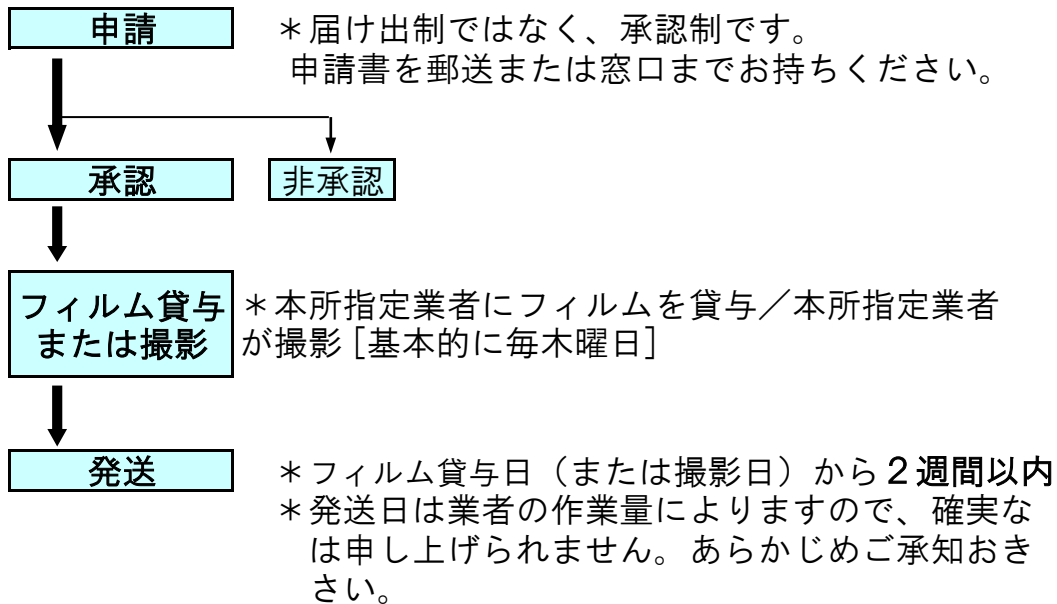 申請
＊届け出制ではなく、承認制です。
申請書を郵送または窓口までお持ちください。
承認
非承認
フィルム貸与
または撮影
＊本所指定業者にフィルムを貸与／本所指定業者
が撮影［基本的に毎木曜日］
発送
＊フィルム貸与日（または撮影日）から２週間以内
＊発送日は業者の作業量によりますので、確実な
は申し上げられません。あらかじめご承知おき
さい。